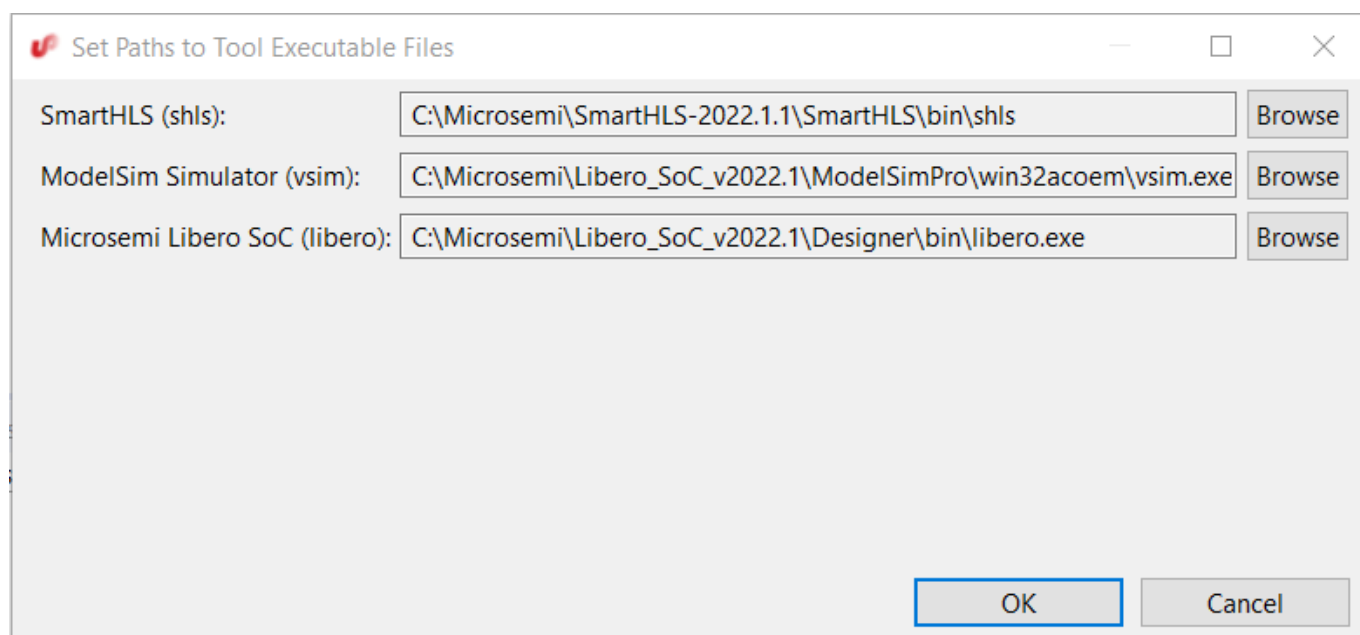 Set Paths to Tool Executable Files
SmartHLS (shls): C:\Microsemi\SmartHLS-2022.1.1\SmartHLS\bin\shls Browse
ModelSim Simulator (vsim): C:\Microsemi\Libero_SoC_v2022.1\ModelSimPro\win32acoem\vsim.exe Browse
Microsemi Libero SoC (libero): C:\Microsemi\Libero_SoC_v2022.1\Designer\bin\libero.exe Browse
OK Cancel